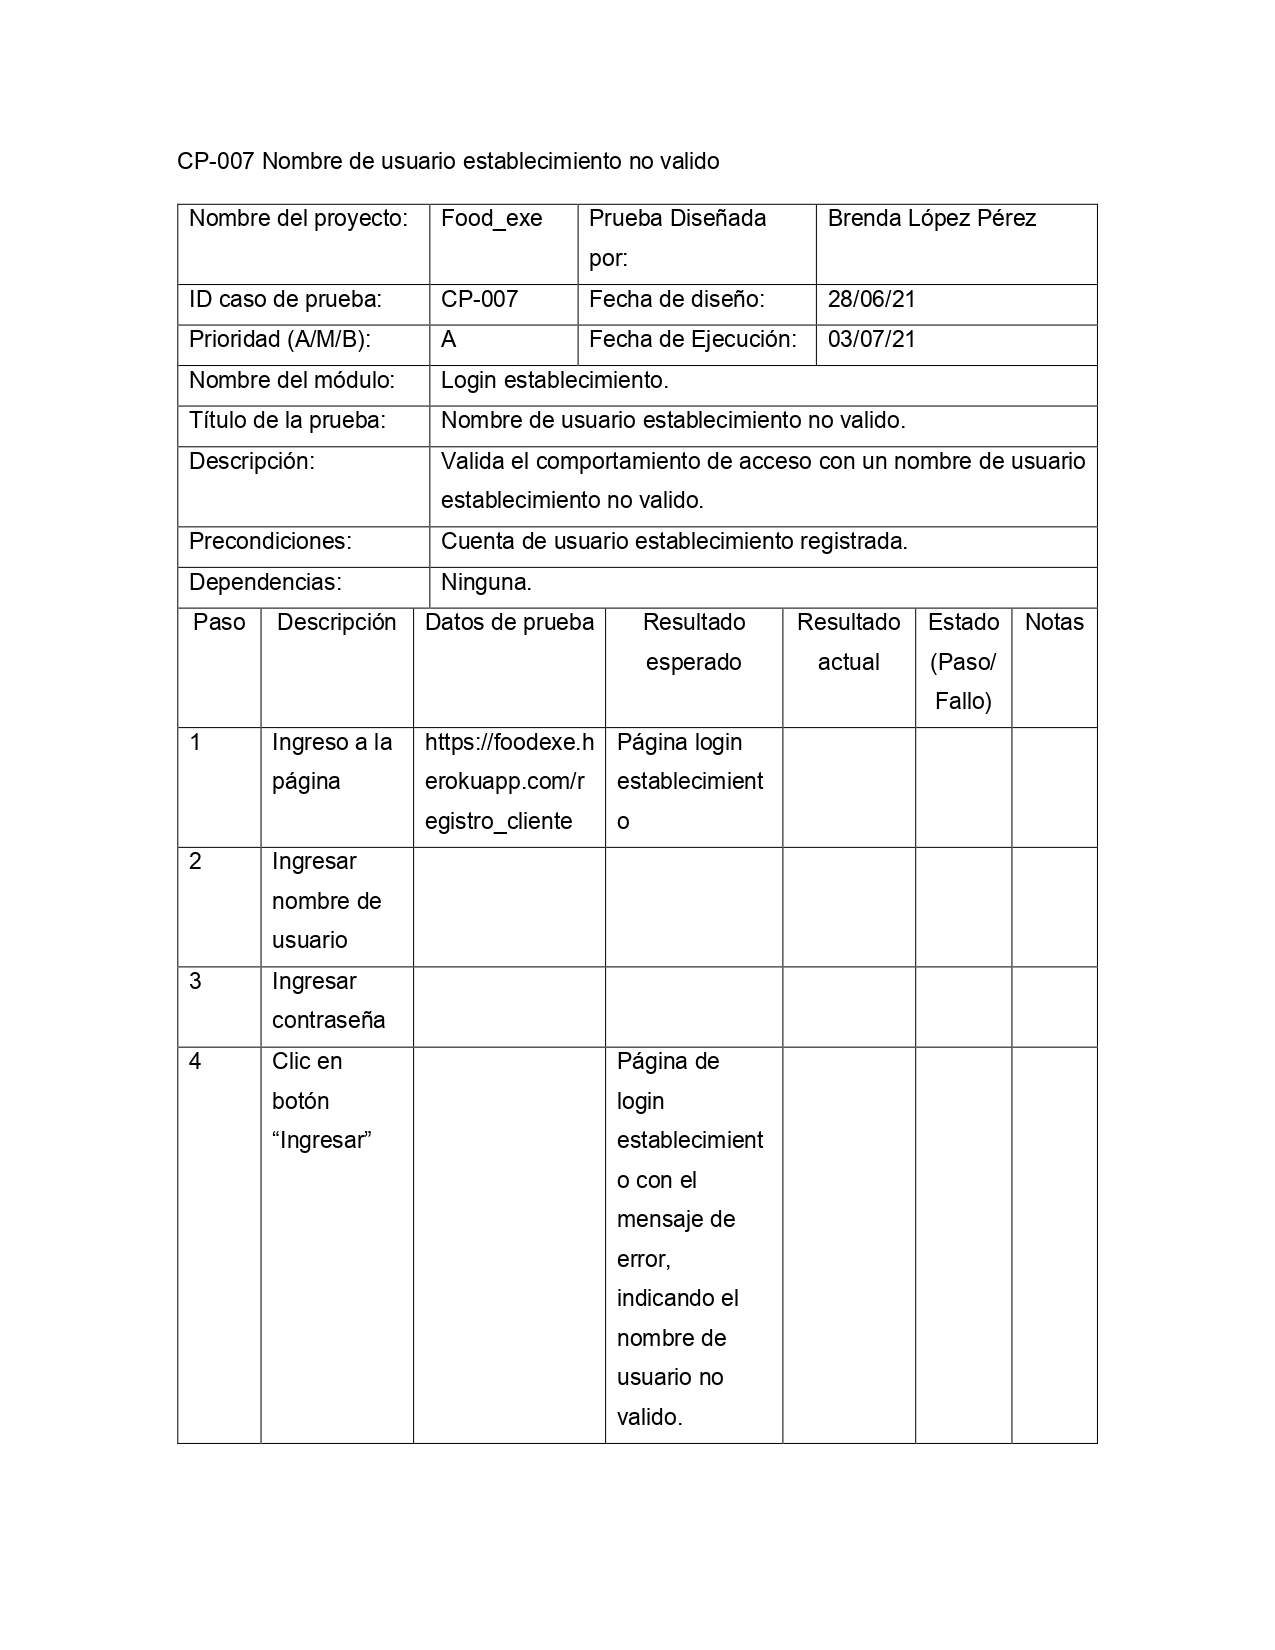 CP-007 Nombre de usuario establecimiento no valido
Nombre del proyecto: Food_exe Prueba Diseñada por: Brenda López Pérez
ID caso de prueba: CP-007 Fecha de diseño: 28/06/21
Prioridad (A/M/B): A Fecha de Ejecución: 03/07/21
Nombre del módulo: Login establecimiento.
Título de la prueba: Nombre de usuario establecimiento no valido.
Descripción: Valida el comportamiento de acceso con un nombre de usuario
establecimiento no valido.
Precondiciones: Cuenta de usuario establecimiento registrada.
Dependencias: Ninguna.
Paso Descripción Datos de prueba Resultado Resultado Estado Notas
esperado actual (Paso/
Fallo)
1 Ingreso a la https://foodexe.h Página login
página erokuapp.com/r establecimient
egistro_cliente o
2 Ingresar
nombre de
usuario
3 Ingresar
contraseña
4 Clic en Página de
botón login
“Ingresar” establecimient
o con el
mensaje de
error,
indicando el
nombre de
usuario no
valido.